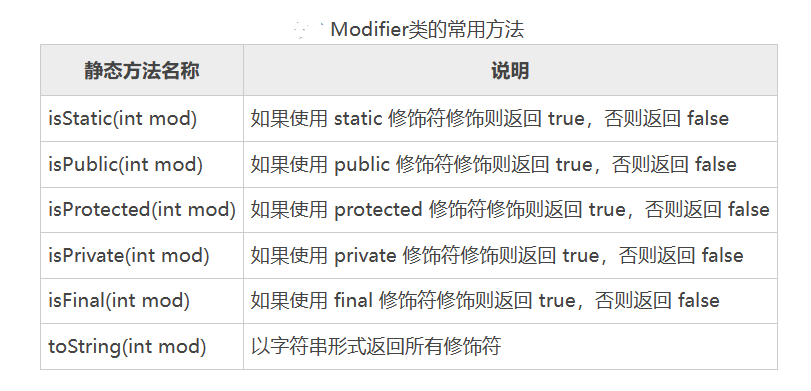 Modifier类的常用方法
静态方法名称 说明
isStatic(int mod) 如果使用 static 修饰符修饰则返回 true，否则返回 false
isPublic(int mod) 如果使用 public 修饰符修饰则返回 true，否则返回 false
isProtected(int mod) 如果使用 protected 修饰符修饰则返回 true，否则返回 false
isPrivate(int mod) 如果使用 private 修饰符修饰则返回 true，否则返回 false
isFinal(int mod) 如果使用 final 修饰符修饰则返回 true，否则返回 false
toString(int mod) 以字符串形式返回所有修饰符